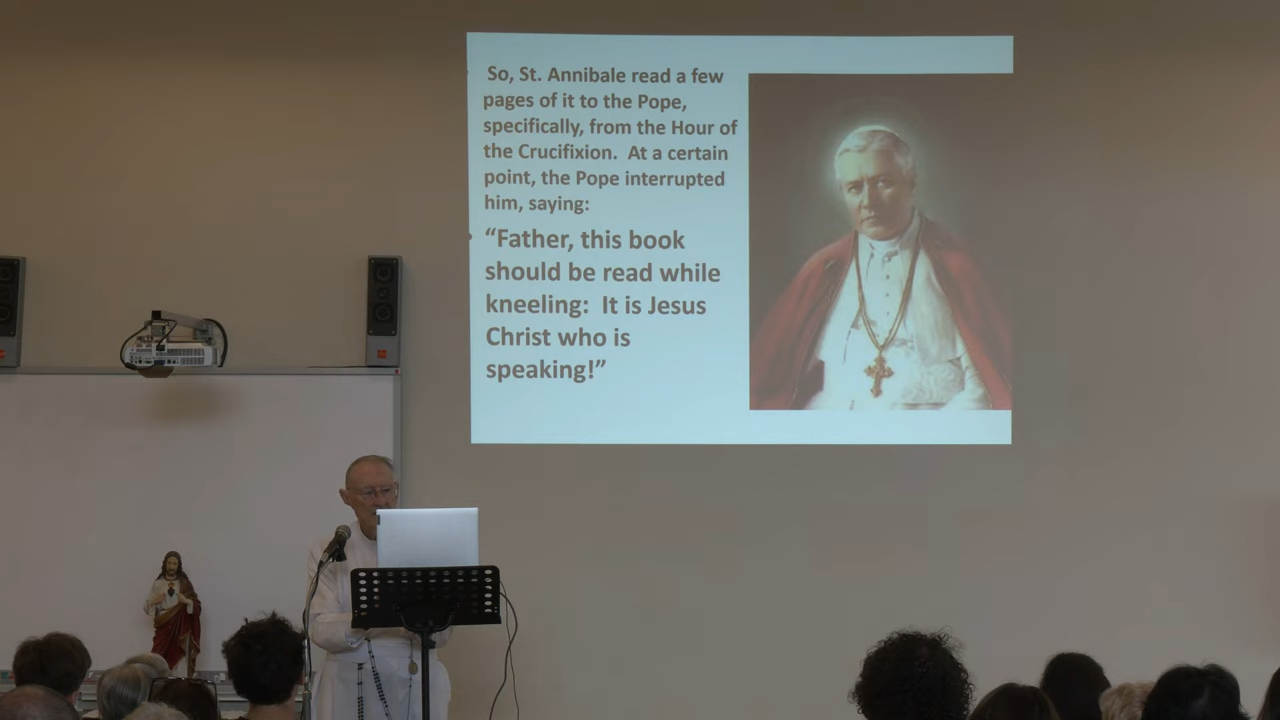 So, St. Annibale read a few
pages of it to the Pope,
specifically, from the Hour of
the Crucifixion.  At a certain
point, the Pope interrupted
him, saying:
“Father, this book
should be read while
kneeling:  It is Jesus
Christ who is
speaking!”